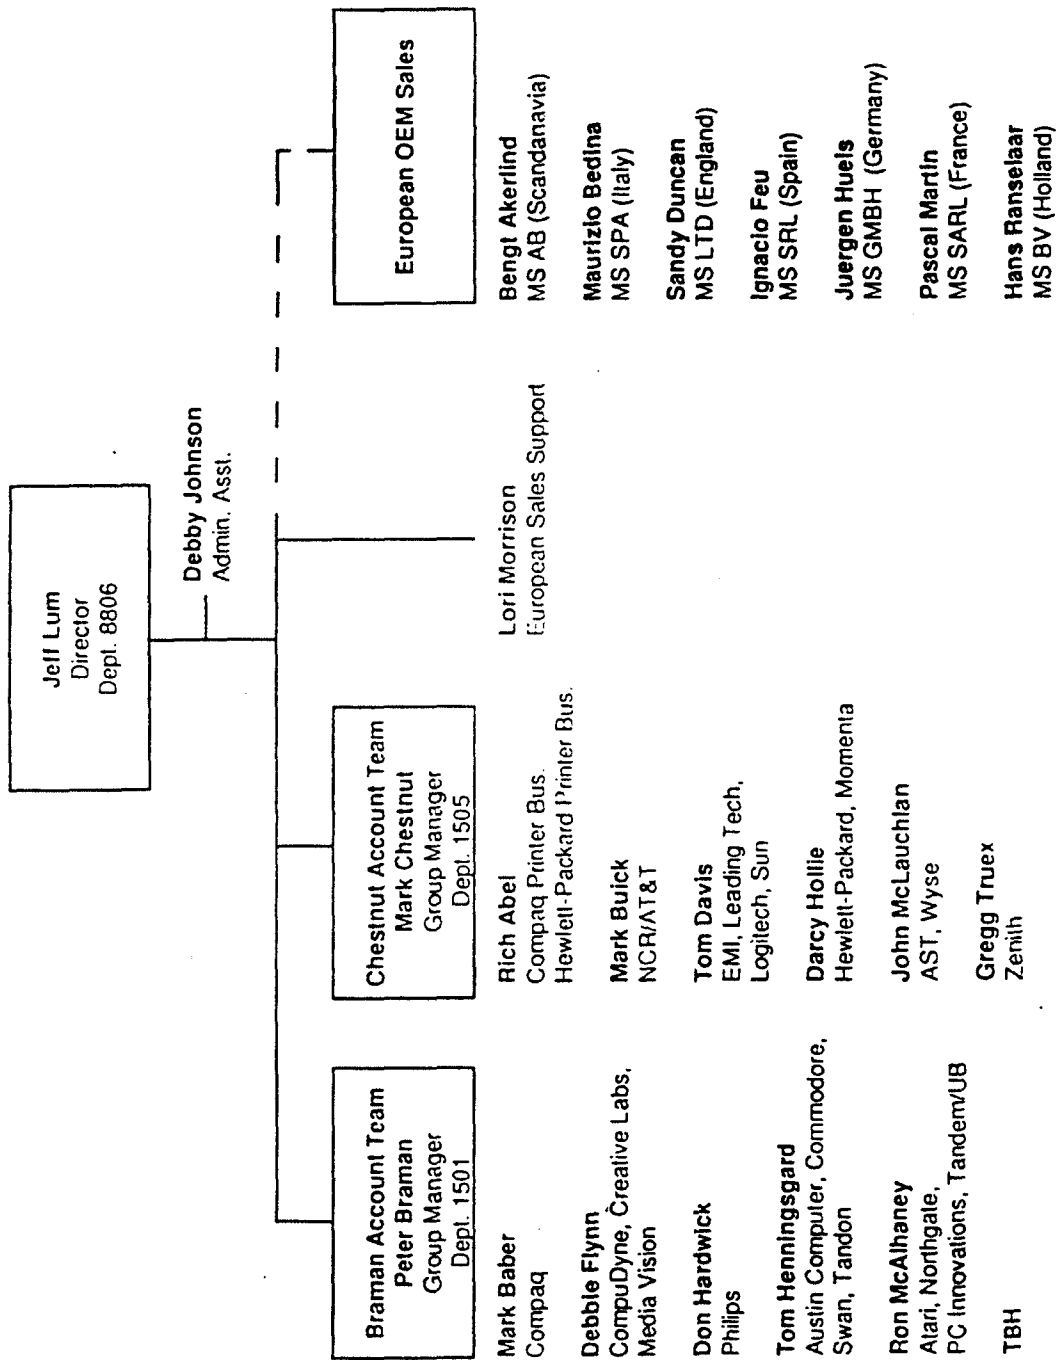 Jeff Lum
Director
Dept. 8806
Debby Johnson
Admin. Asst.
Braman Account Team
Peter Braman
Group Manager
Dept. 1501
Mark Baber
Compaq
Debbie Flynn
CompuDyne, Creative Labs,
Media Vision
Don Hardwick
Philips
Tom Henningsgard
Austin Computer, Commodore,
Swan, Tandon
Ron McAlhaney
Atari, Northgate,
PC Innovations, Tandem/UB
TBH
Chestnut Account Team
Mark Chestnut
Group Manager
Dept. 1505
Rich Abel
Compaq Printer Bus.
Hewlett-Packard Printer Bus.
Mark Buick
NCR/AT&T
Tom Davis
EMI, Leading Tech,
Logitech, Sun
Darcy Hollie
Hewlett-Packard, Momenta
John McLauchlan
AST, Wyse
Gregg Truex
Zenith
Lori Morrison
European Sales Support
European OEM Sales
Bengt Akerlind
MS AB (Scandanavia)
Maurizio Bedina
MS SPA (Italy)
Sandy Duncan
MS LTD (England)
Ignacio Feu
MS SRL (Spain)
Juergen Huels
MS GMBH (Germany)
Pascal Martin
MS SARL (France)
Hans Ranselaar
MS BV (Holland)